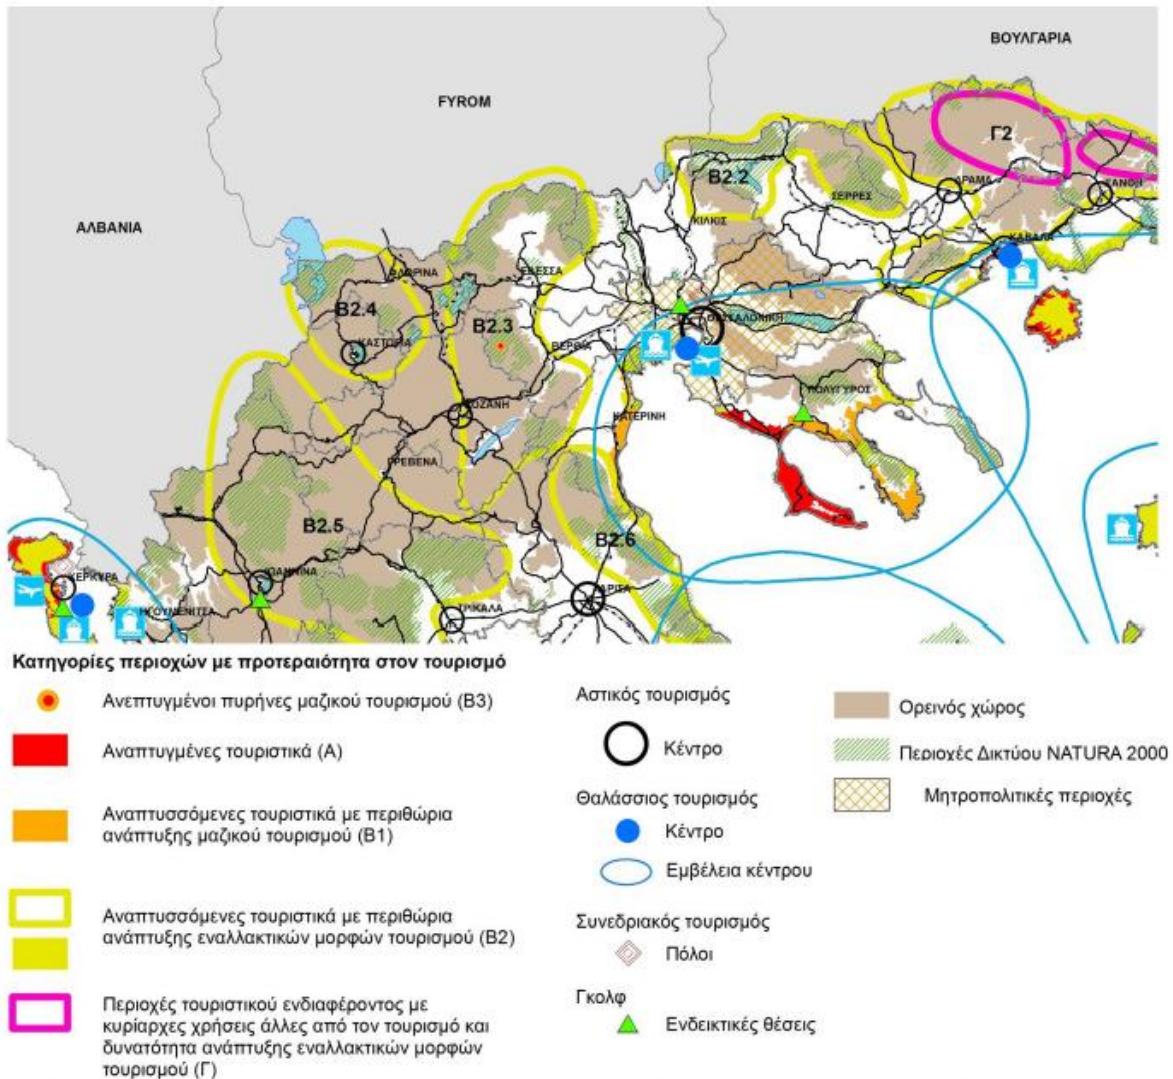 ΒΟΥΛΓΑΡΙΑ
FYROM
Γ2
ΑΛΒΑΝΙΑ
Β2.2
ΔΡΑΜΑ
ΞΑΝΘΗ
ΣΕΡΡΕΣ
ΚΙΛΚΙΣ
ΚΑΒΑΛΑ
ΦΛΩΡΙΝΑ
ΕΔΕΣΣΑ
Β2.4
Β2.3
ΘΕΣΣΑΛΟΝΙΚΗ
ΚΑΣΤΟΡΙΑ
ΒΕΡΟΙΑ
ΠΟΛΥΓΥΡΟΣ
ΚΟΖΑΝΗ
ΚΑΤΕΡΙΝΗ
ΓΡΕΒΕΝΑ
Β2.5
Β2.6
ΚΕΡΚΥΡΑ
ΙΩΑΝΝΙΝΑ
ΛΑΡΙΣΑ
ΗΓΟΥΜΕΝΙΤΣΑ
ΤΡΙΚΑΛΑ
Κατηγορίες περιοχών με προτεραιότητα στον τουρισμό
Ανεπτυγμένοι πυρήνες μαζικού τουρισμού (Β3)
Αναπτυγμένες τουριστικά (Α)
Αναπτυσσόμενες τουριστικά με περιθώρια
ανάπτυξης μαζικού τουρισμού (Β1)
Αναπτυσσόμενες τουριστικά με περιθώρια
ανάπτυξης εναλλακτικών μορφών τουρισμού (Β2)
Περιοχές τουριστικού ενδιαφέροντος με
κυρίαρχες χρήσεις άλλες από τον τουρισμό και
δυνατότητα ανάπτυξης εναλλακτικών μορφών
τουρισμού (Γ)
Αστικός τουρισμός
Κέντρο
Θαλάσσιος τουρισμός
Κέντρο
Εμβέλεια κέντρου
Συνεδριακός τουρισμός
Πόλοι
Γκολφ
Ενδεικτικές θέσεις
Ορεινός χώρος
Περιοχές Δικτύου NATURA 2000
Μητροπολιτικές περιοχές